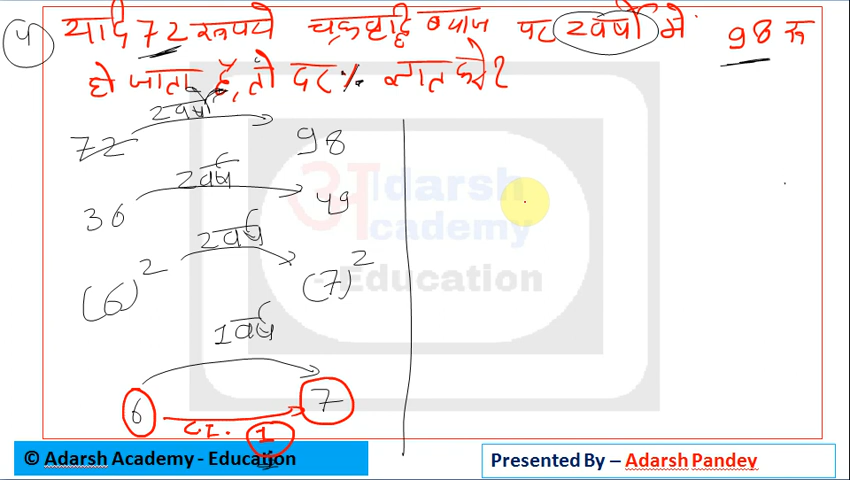 4 यदि 72 रूपये चक्रवृद्धि ब्याज पर 2 वर्षो में 98 रू
हो जाता है, तो दर % ज्ञात करो?
2 वर्षो
72 98
2 वर्ष
36 49
2 वर्ष
(6)² (7)²
1 वर्ष
6 7
1
अ adarsh
Academy
- Education
© Adarsh Academy - Education
Presented By – Adarsh Pandey